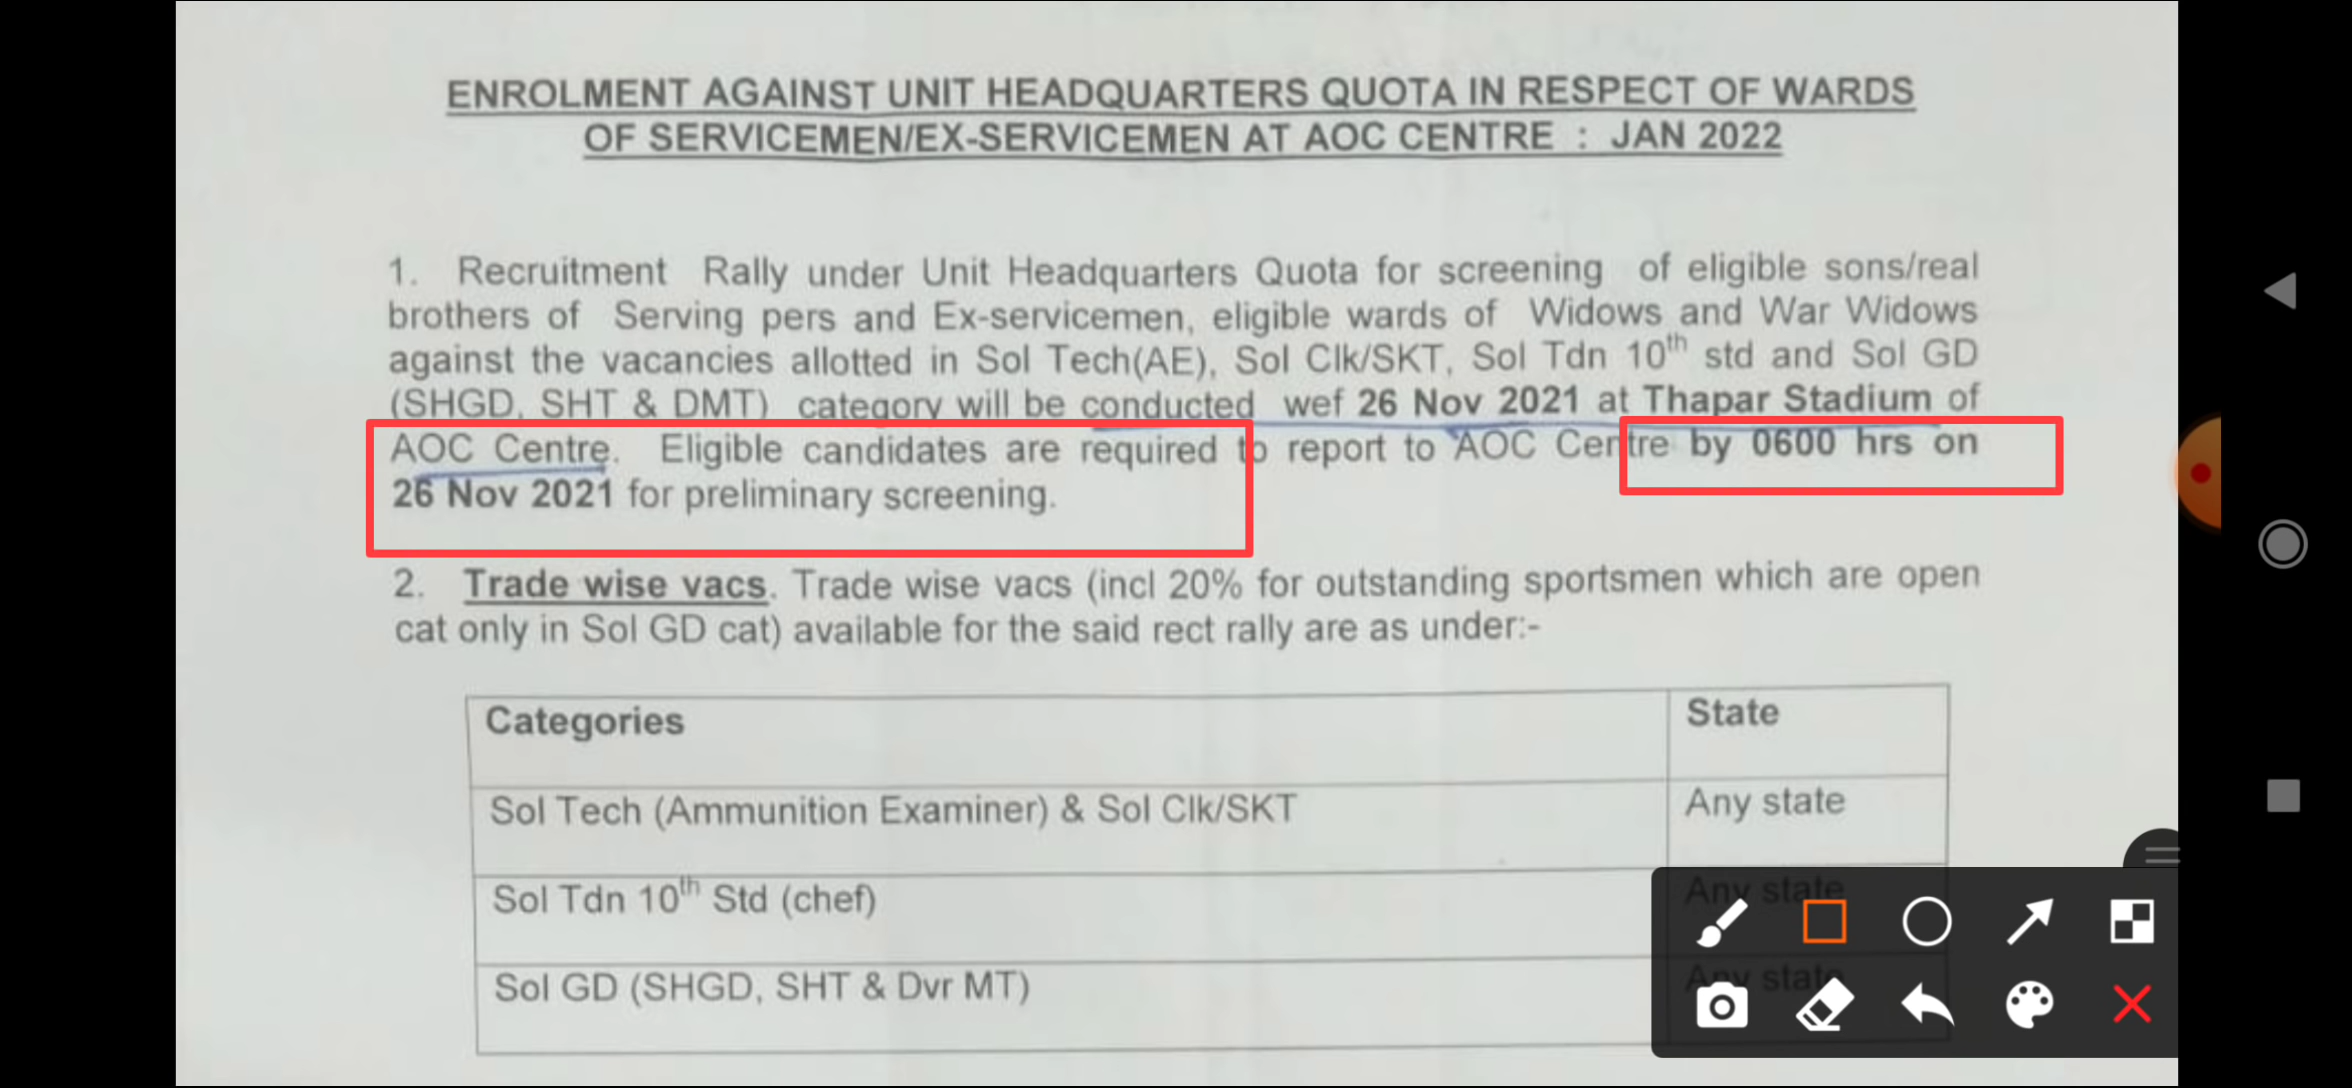 ENROLMENT AGAINST UNIT HEADQUARTERS QUOTA IN RESPECT OF WARDS
OF SERVICEMEN/EX-SERVICEMEN AT AOC CENTRE : JAN 2022
1. Recruitment Rally under Unit Headquarters Quota for screening of eligible sons/real
brothers of Serving pers and Ex-servicemen, eligible wards of Widows and War Widows
against the vacancies allotted in Sol Tech(AE), Sol Clk/SKT, Sol Tdn 10th std and Sol GD
(SHGD, SHT & DMT) category will be conducted wef 26 Nov 2021 at Thapar Stadium of
AOC Centre. Eligible candidates are required to report to AOC Centre by 0600 hrs on
26 Nov 2021 for preliminary screening.
2. Trade wise vacs. Trade wise vacs (incl 20% for outstanding sportsmen which are open
cat only in Sol GD cat) available for the said rect rally are as under:-
Categories State
Sol Tech (Ammunition Examiner) & Sol Clk/SKT Any state
Sol Tdn 10th Std (chef) Any state
Sol GD (SHGD, SHT & Dvr MT) Any state